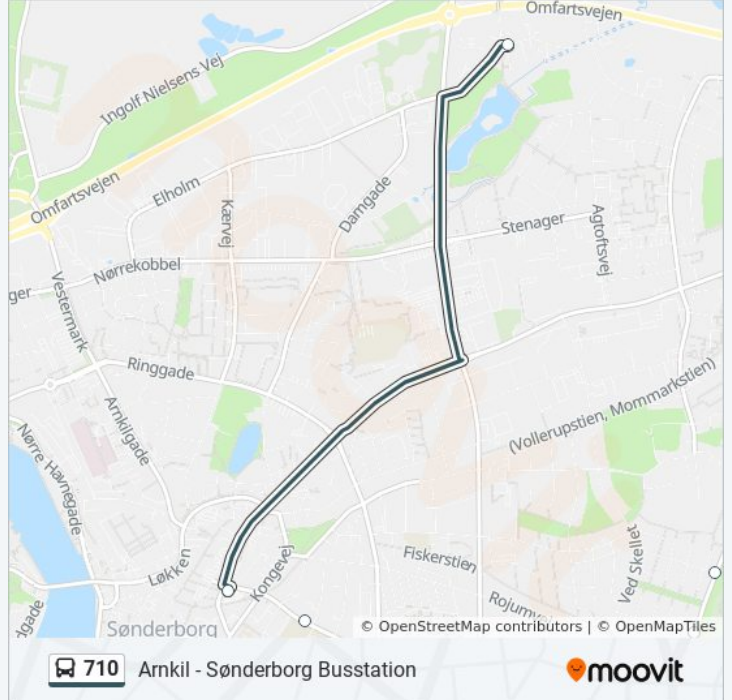 Omfartsvejen
Ingolf Nielsens Vej
Omfartsvejen
Elholm
Kærvej
Damgade
Stenager
Agtoftsvej
Nørrekobbel
ger
Vestermark
Ringgade
Arnkilgade
(Vollerupstien, Mommarkstien)
Nørre Havnegade
Løkken
Kongevej
Fiskerstien
Ved Skellet
Rojum
dgade
Sønderborg
© OpenStreetMap contributors | © OpenMapTiles
710 Arnkil - Sønderborg Busstation
moovit